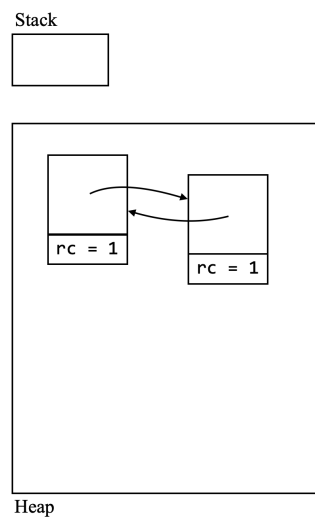 Stack
rc = 1
rc = 1
Heap